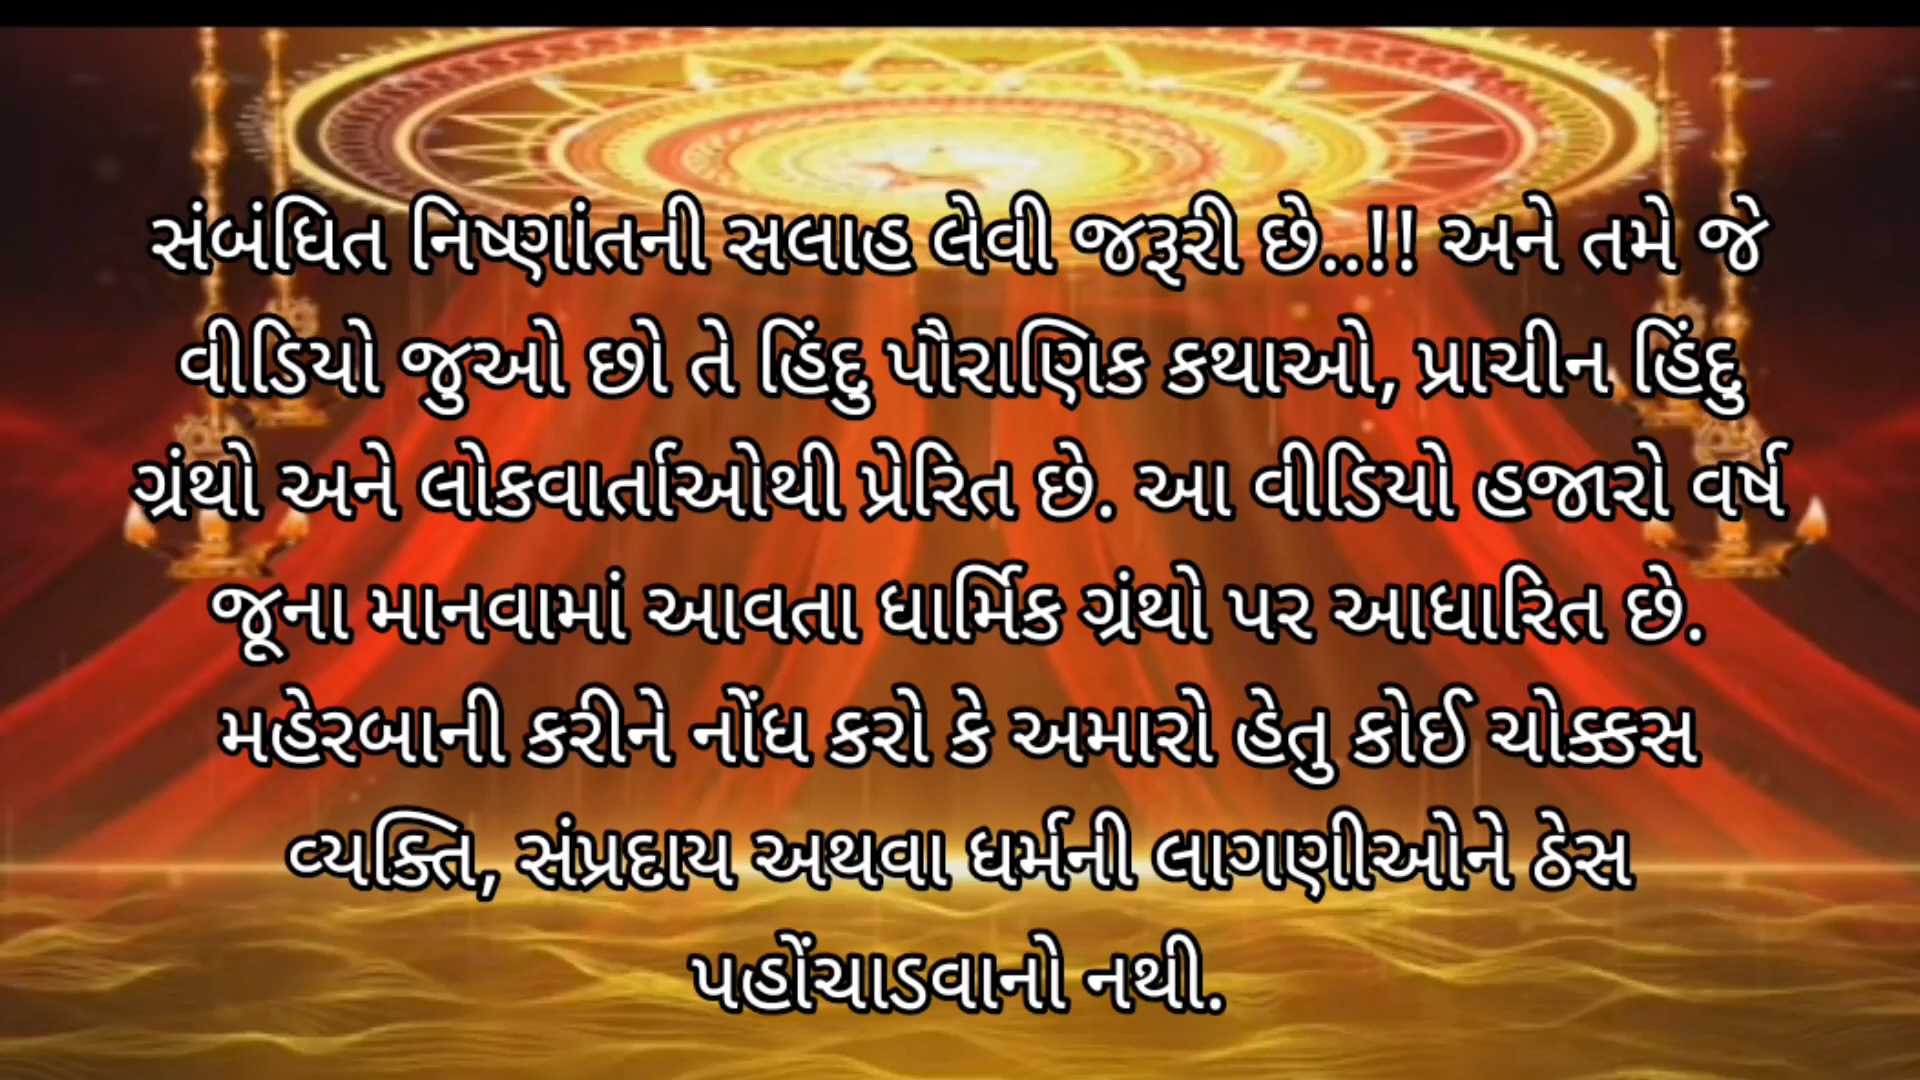 સંબંધિત નિષ્ણાંતની સલાહ લેવી જરૂરી છે..!! અને તમે જે
વીડિયો જુઓ છો તે હિંદુ પૌરાણિક કથાઓ, પ્રાચીન હિંદુ
ગ્રંથો અને લોકવાર્તાઓથી પ્રેરિત છે. આ વીડિયો હજારો વર્ષ
જૂના માનવામાં આવતા ધાર્મિક ગ્રંથો પર આધારિત છે.
મહેરબાની કરીને નોંધ કરો કે અમારો હેતુ કોઈ ચોક્કસ
વ્યક્તિ, સંપ્રદાય અથવા ધર્મની લાગણીઓને ઠેસ
પહોંચાડવાનો નથી.